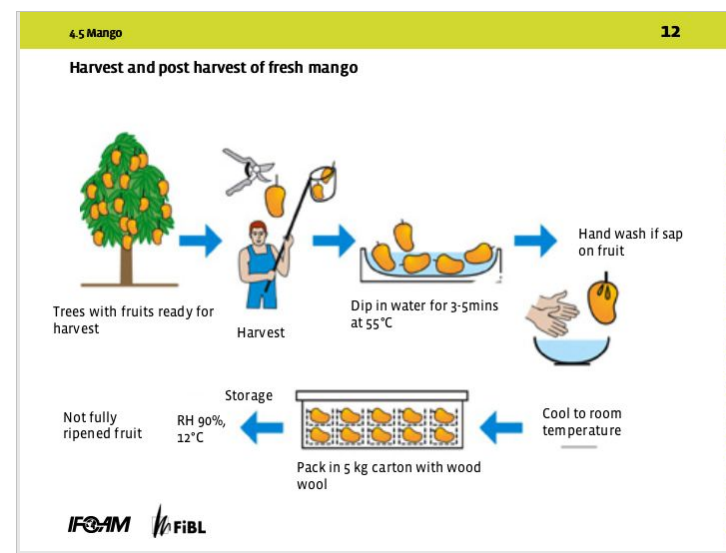 4.5 Mango
12
Harvest and post harvest of fresh mango
Trees with fruits ready for
harvest
Harvest
Dip in water for 3-5mins
at 55°C
Hand wash if sap
on fruit
Cool to room
temperature
Pack in 5 kg carton with wood
wool
Storage
RH 90%,
12°C
Not fully
ripened fruit
IFOAM
FiBL